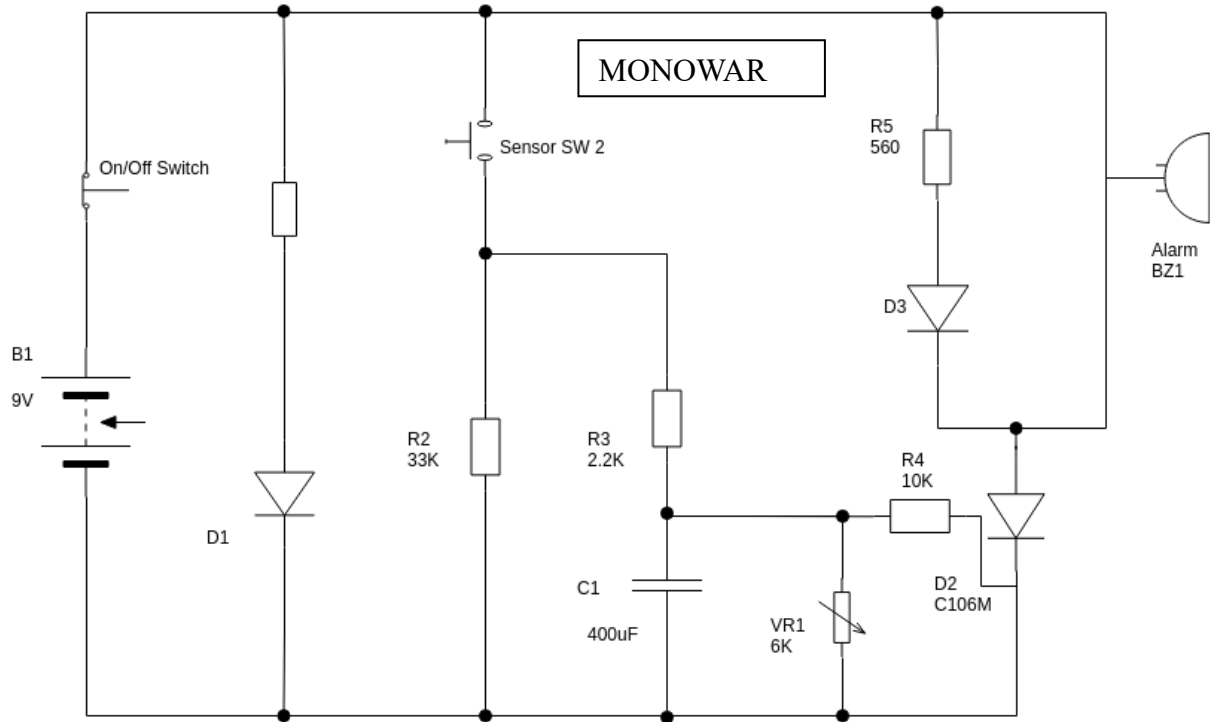 MONOWAR
On/Off Switch
Sensor SW 2
R5
560
Alarm
BZ1
D3
B1
9V
R2
33K
R3
2.2K
R4
10K
D1
C1
400uF
VR1
6K
D2
C106M